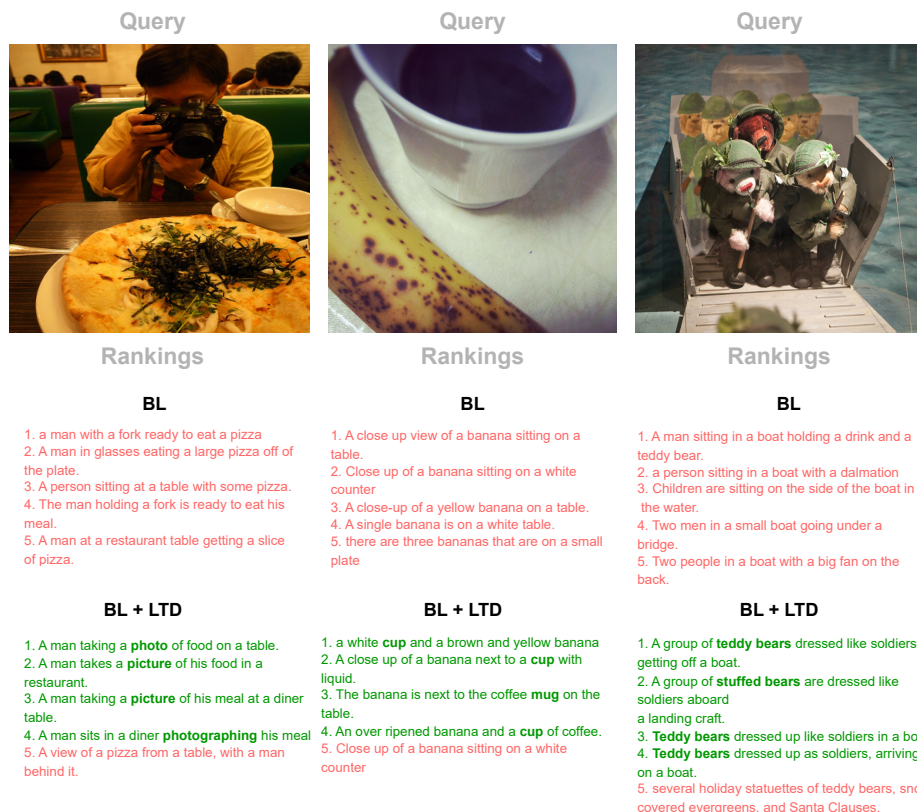 Query
Query
Query
Rankings
Rankings
Rankings
BL
1. a man with a fork ready to eat a pizza
2. A man in glasses eating a large pizza off of
the plate.
3. A person sitting at a table with some pizza.
4. The man holding a fork is ready to eat his
meal.
5. A man at a restaurant table getting a slice
of pizza.
BL
1. A close up view of a banana sitting on a
table.
2. Close up of a banana sitting on a white
counter
3. A close-up of a yellow banana on a table.
4. A single banana is on a white table.
5. there are three bananas that are on a small
plate
BL
1. A man sitting in a boat holding a drink and a
teddy bear.
2. a person sitting in a boat with a dalmation
3. Children are sitting on the side of the boat in
the water.
4. Two men in a small boat going under a
bridge.
5. Two people in a boat with a big fan on the
back.
BL + LTD
1. A man taking a photo of food on a table.
2. A man takes a picture of his food in a
restaurant.
3. A man taking a picture of his meal at a diner
table.
4. A man sits in a diner photographing his meal
5. A view of a pizza from a table, with a man
behind it.
BL + LTD
1. a white cup and a brown and yellow banana
2. A close up of a banana next to a cup with
liquid.
3. The banana is next to the coffee mug on the
table.
4. An over ripened banana and a cup of coffee.
5. Close up of a banana sitting on a white
counter
BL + LTD
1. A group of teddy bears dressed like soldiers
getting off a boat.
2. A group of stuffed bears are dressed like
soldiers aboard
a landing craft.
3. Teddy bears dressed up like soldiers in a
4. Teddy bears dressed up as soldiers, arriving
on a boat.
5. several holiday statuettes of teddy bears,
covered evergreens, and Santa Clauses.